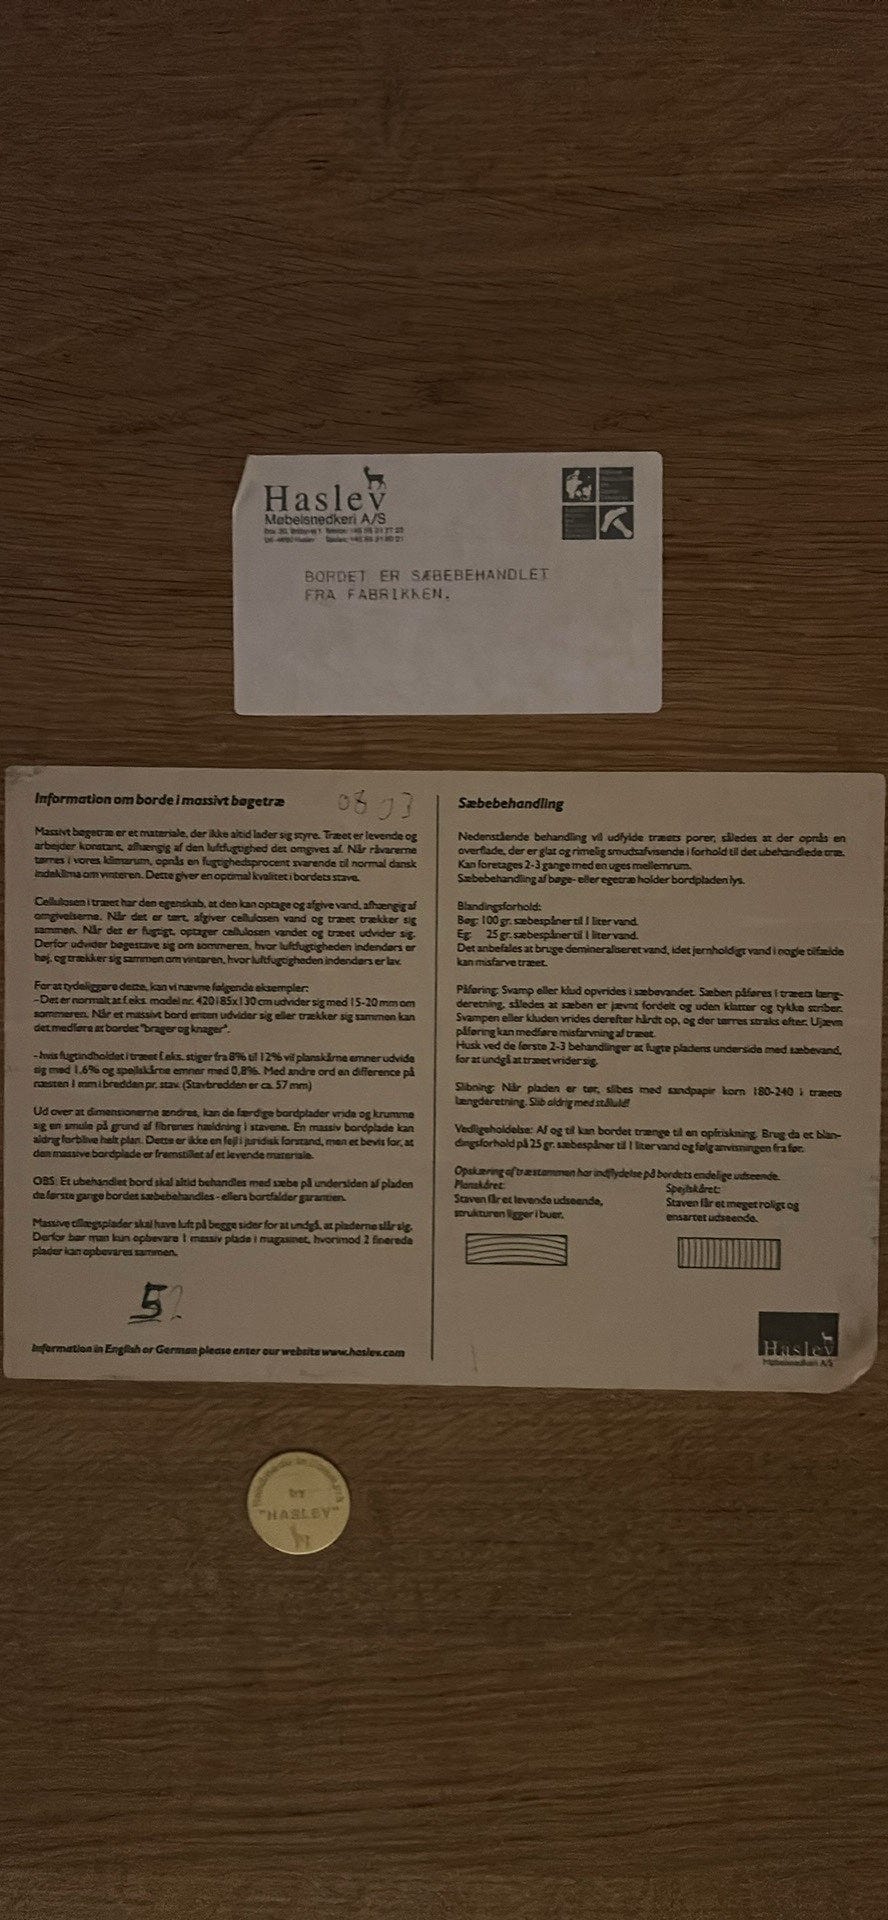 Haslev
Møbelsnedkeri A/S
BORDET ER SÆBEBEHANDLET
FRA FABRIKKEN.
Information om borde i massivt bøgetræ
Massivt bøgetræ er et materiale, der ikke altid lader sig styre. Træet er levende og
arbejder konstant, afhængig af den luftfugtighed det omgives af. Når råvarerne
tørres i vores klimarum, opnås en fugtighedsprocent svarende til normal dansk
indeklima om vinteren. Dette giver en optimal kvalitet i bordets stave.
Cellulosen i træet har den egenskab, at den kan optage og afgive vand, afhængig af
omgivelserne. Når det er tørt, afgiver cellulosen vand og træet trækker sig
sammen. Når det er fugtigt, optager cellulosen vandet og træet udvider sig.
Derfor udvider bøgestave sig om sommeren, hvor luftfugtigheden indendørs er
høj, og trækker sig sammen om vinteren, hvor luftfugtigheden indendørs er lav.
For at tydeliggøre dette, kan vi nævne følgende eksempler:
- Det er normalt at f.eks. model nr. 420 185x130 cm udvider sig med 15-20 mm om
sommeren. Når et massivt bord enten udvider sig eller trækker sig sammen kan
det medføre at bordet "brager og knager".
- hvis fugtindholdet i træet f.eks. stiger fra 8% til 12% vil planskårne emner udvide
sig med 1,6% og spejlskårne emner med 0,8%. Med andre ord en difference på
næsten 1 mm i bredden pr. stav. (Stavbredden er ca. 57 mm)
Ud over at dimensionerne ændres, kan de færdige bordplader vride og krumme
sig en smule på grund af fibrenes hældning i stavene. En massiv bordplade kan
aldrig forblive helt plan. Dette er ikke en fejl i juridisk forstand, men et bevis for, at
den massive bordplade er fremstillet af et levende materiale.
OBS: Et ubehandlet bord skal altid behandles med sæbe på undersiden af pladen
de første gange bordet sæbebehandles - ellers bortfalder garantien.
Massive tillægsplader skal have luft på begge sider for at undgå, at pladerne slår sig.
Derfor bør man kun opbevare 1 massiv plade i magasinet, hvorimod 2 finerede
plader kan opbevares sammen.
5
Information in English or German please enter our website www.haslev.com
Sæbebehandling
Nedenstående behandling vil udfylde træets porer, således at der opnås en
overflade, der er glat og rimelig smudsafvisende i forhold til det ubehandlede træ.
Kan foretages 2-3 gange med en uges mellemrum.
Sæbebehandling af bøge- eller egetræ holder bordpladen lys.
Blandingsforhold:
Bøg: 100 gr. sæbespåner til 1 liter vand.
Eg: 25 gr. sæbespåner til 1 liter vand.
Det anbefales at bruge demineraliseret vand, idet jernholdigt vand i nogle tilfælde
kan misfarve træet.
Påføring: Svamp eller klud opvrides i sæbevandet. Sæben påføres i træets læng-
deretning, således at sæben er jævnt fordelt og uden klatter og tykke striber.
Svampen eller kluden vrides derefter hårdt op, og der tørres straks efter. Ujævn
påføring kan medføre misfarvning af træet.
Husk ved de første 2-3 behandlinger at fugte pladens underside med sæbevand,
for at undgå at træet vrider sig.
Slibning: Når pladen er tør, slibes med sandpapir korn 180-240 i træets
længderetning. Slib aldrig med ståluld!
Vedligeholdelse: Af og til kan bordet trænge til en opfriskning. Brug da et blan-
dingsforhold på 25 gr. sæbespåner til 1 liter vand og følg anvisningen fra før.
Opskæring af træstammen har indflydelse på bordets endelige udseende.
Planskåret:
Staven får et levende udseende,
strukturen ligger i buer.
Spejlskåret:
Staven får et meget roligt og
ensartet udseende.
Haslev
Møbelsnedkeri A/S
by
"HASLEV"